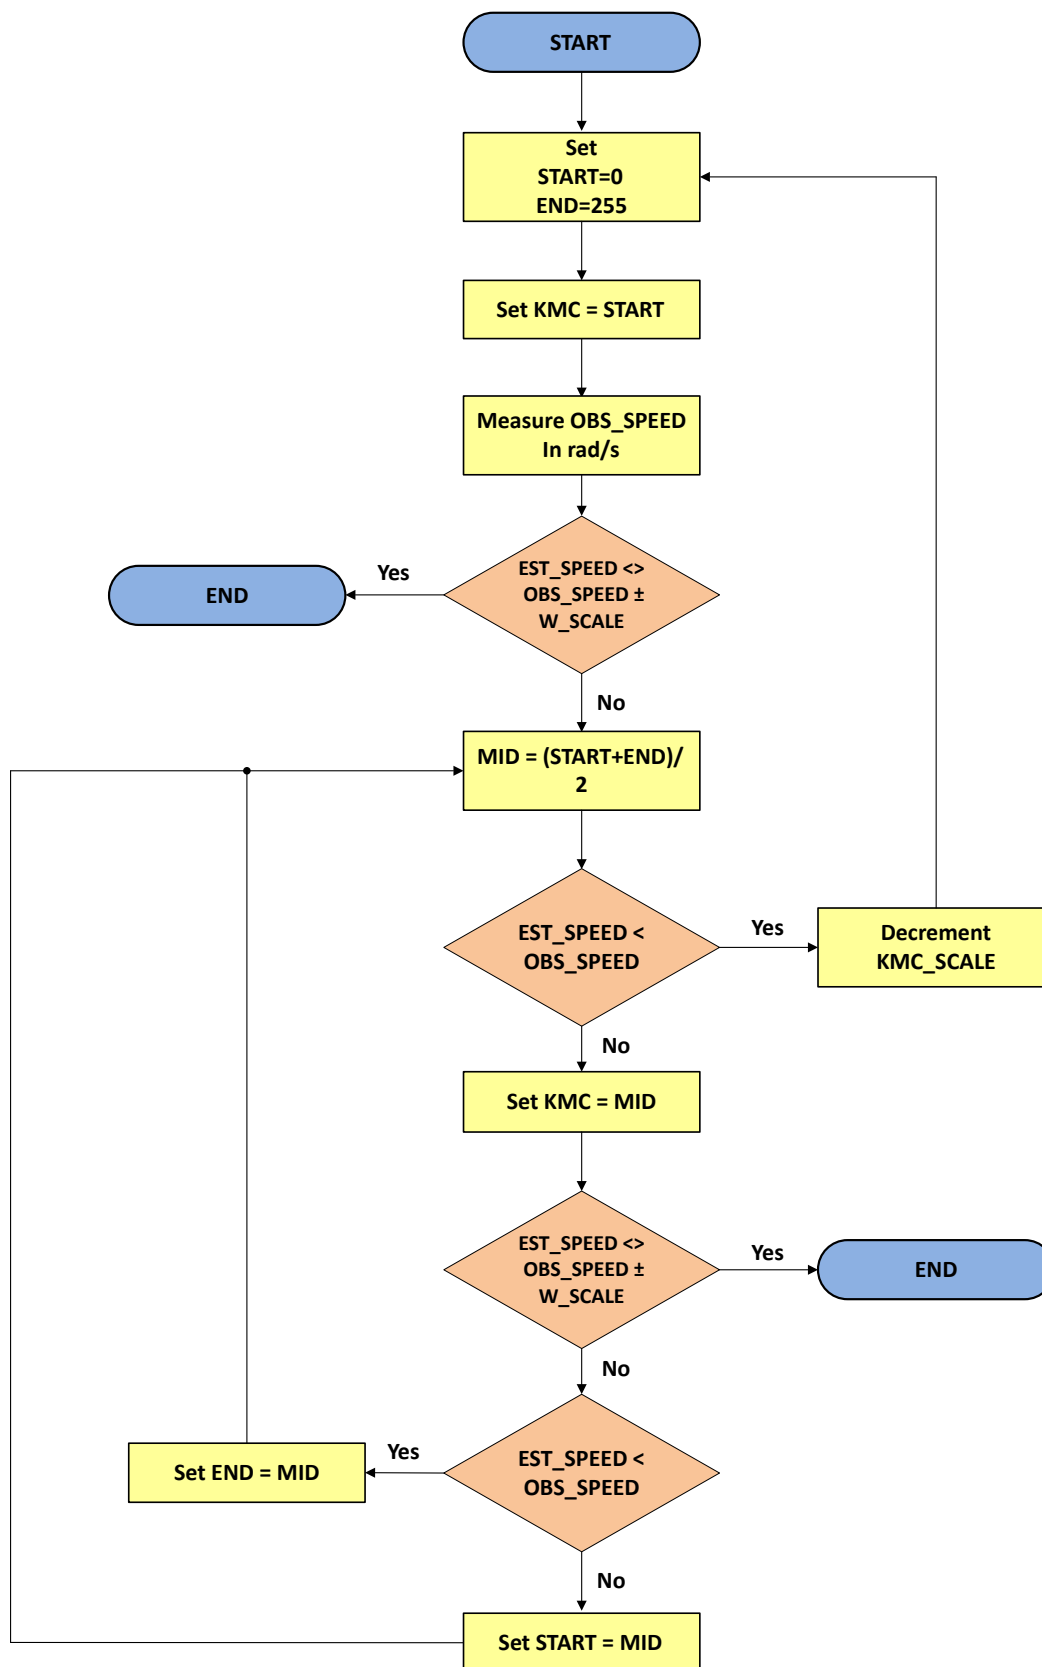 START
Set
START=0
END=255
Set KMC = START
Measure OBS_SPEED
In rad/s
EST_SPEED <>
OBS_SPEED ±
W_SCALE
Yes
END
No
MID = (START+END)/
2
EST_SPEED <
OBS_SPEED
Yes
Decrement
KMC_SCALE
No
Set KMC = MID
EST_SPEED <>
OBS_SPEED ±
W_SCALE
Yes
END
No
EST_SPEED <
OBS_SPEED
Yes
Set END = MID
No
Set START = MID